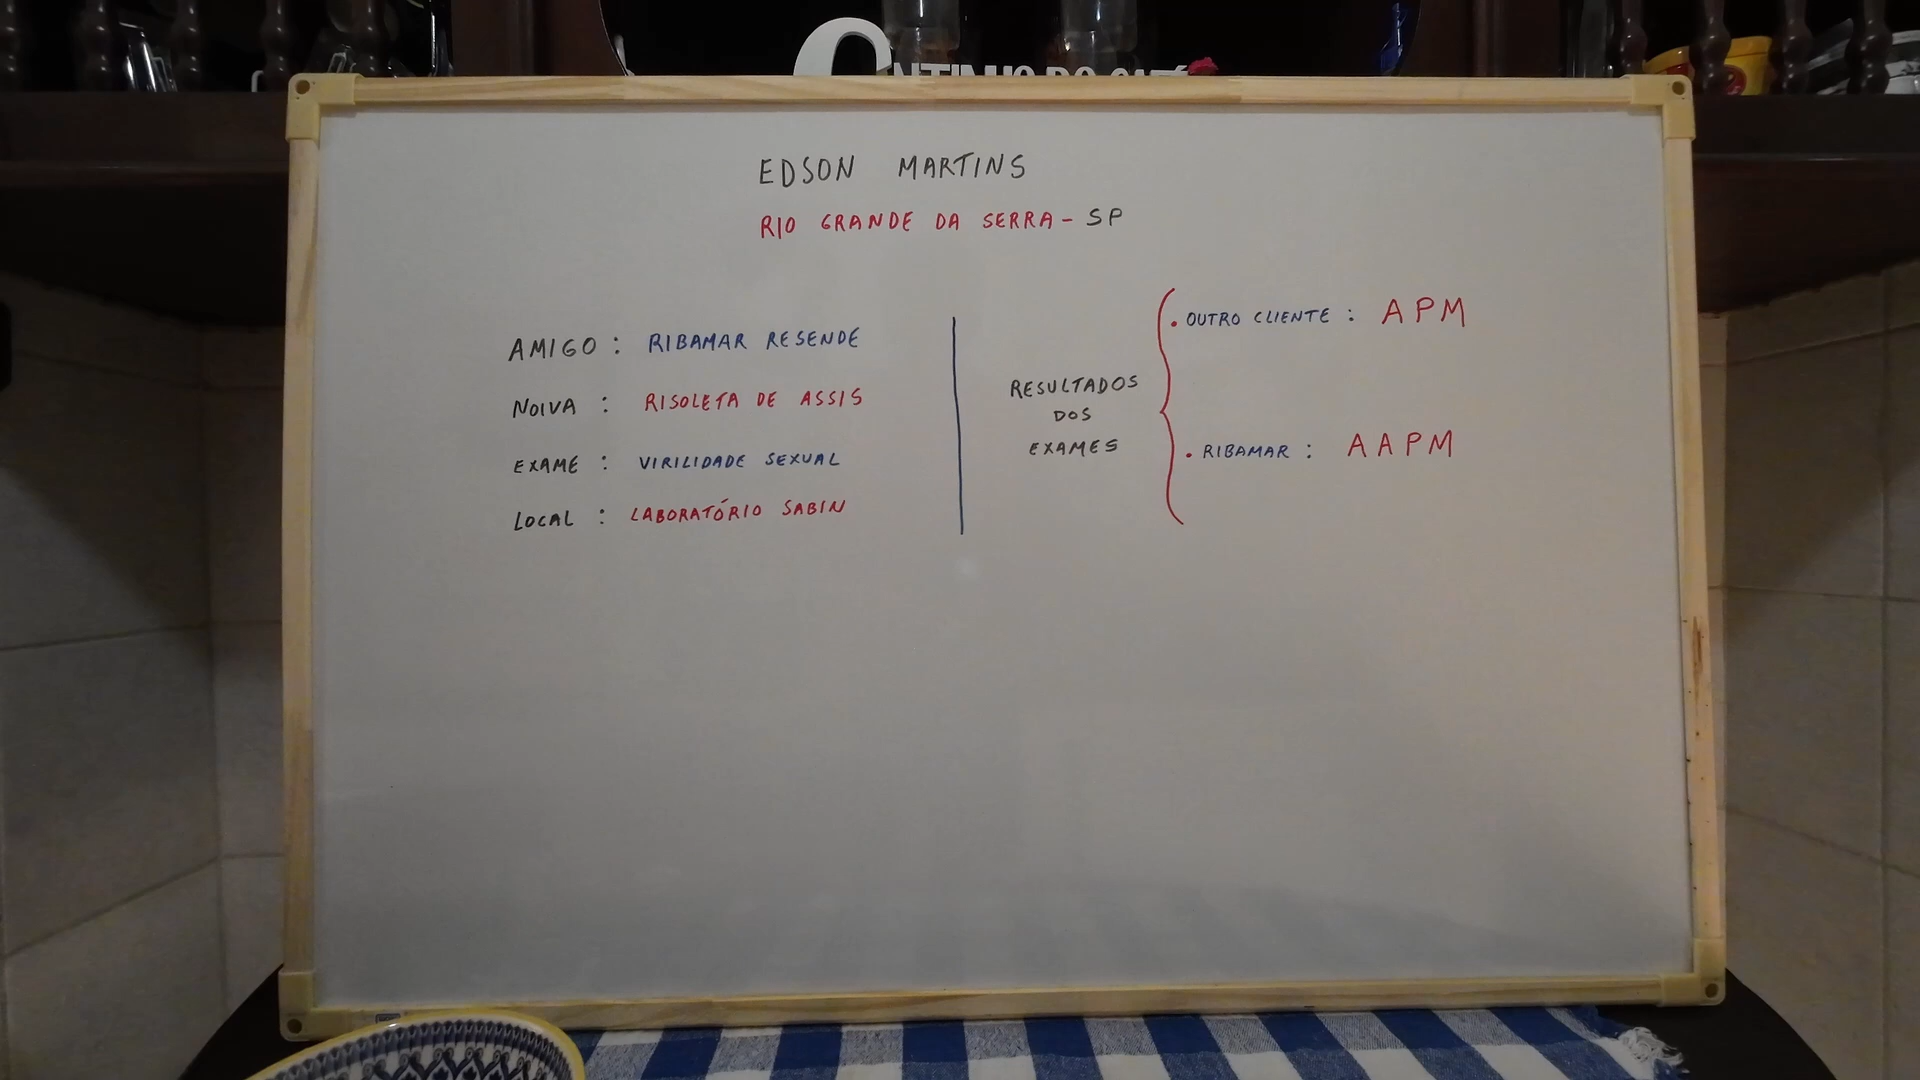 EDSON MARTINS
RIO GRANDE DA SERRA - SP
AMIGO : RIBAMAR RESENDE
NOIVA : RISOLETA DE ASSIS
EXAME : VIRILIDADE SEXUAL
LOCAL : LABORATÓRIO SABIN
RESULTADOS
DOS
EXAMES
• OUTRO CLIENTE : APM
• RIBAMAR : AAPM